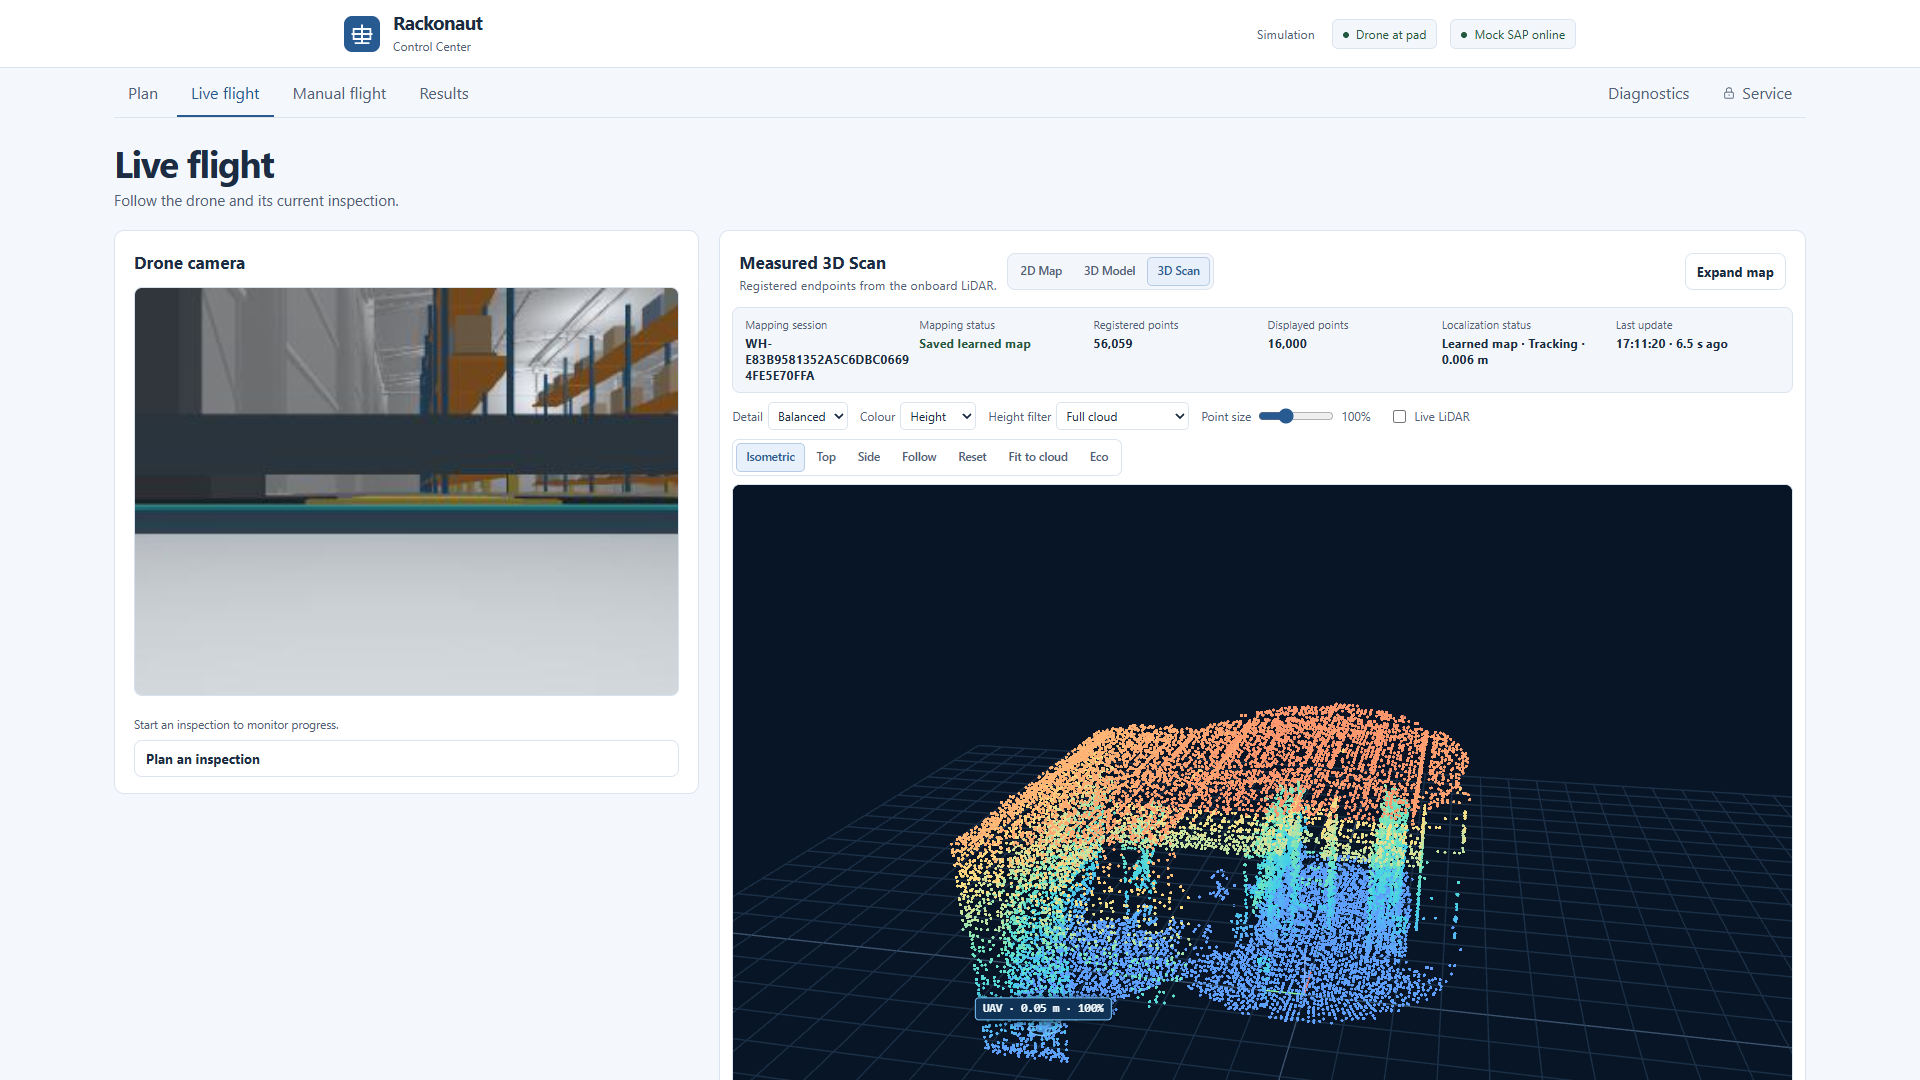 Rackonaut
Control Center
Simulation
Drone at pad
Mock SAP online
Plan
Live flight
Manual flight
Results
Diagnostics
Service
Live flight
Follow the drone and its current inspection.
Drone camera
Start an inspection to monitor progress.
Plan an inspection
Measured 3D Scan
Registered endpoints from the onboard LiDAR.
2D Map
3D Model
3D Scan
Expand map
Mapping session
WH-
E83B9581352A5C6DBC0669
4FE5E70FFA
Mapping status
Saved learned map
Registered points
56,059
Displayed points
16,000
Localization status
Learned map · Tracking ·
0.006 m
Last update
17:11:20 · 6.5 s ago
Detail
Balanced
Colour
Height
Height filter
Full cloud
Point size
100%
Live LiDAR
Isometric
Top
Side
Follow
Reset
Fit to cloud
Eco
UAV · 0.05 m · 100%